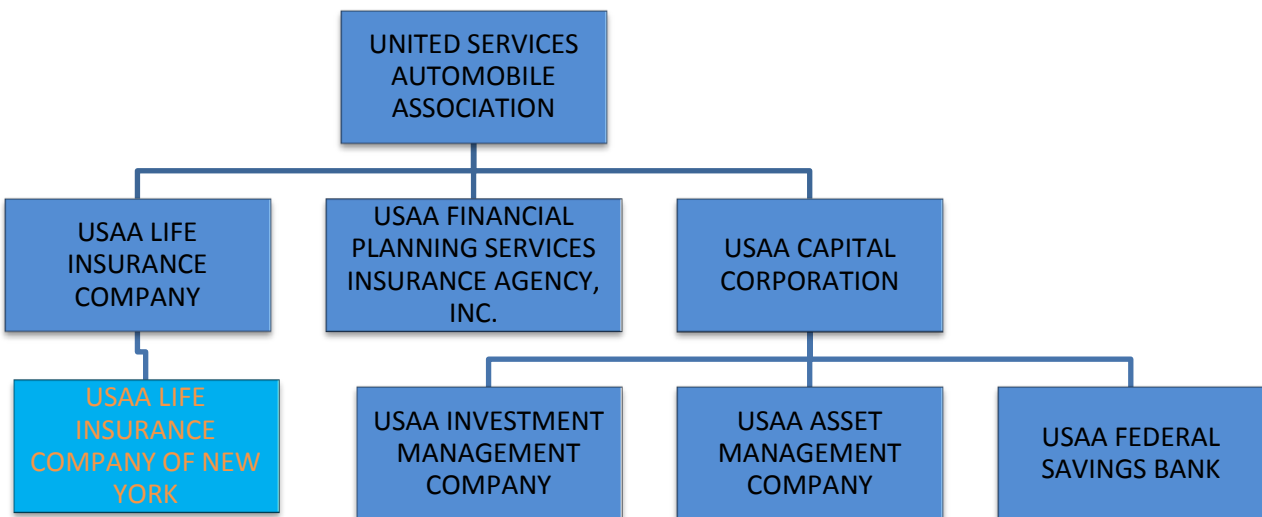 UNITED SERVICES
AUTOMOBILE
ASSOCIATION
USAA LIFE
INSURANCE
COMPANY
USAA FINANCIAL
PLANNING SERVICES
INSURANCE AGENCY,
INC.
USAA CAPITAL
CORPORATION
USAA LIFE
INSURANCE
COMPANY OF NEW
YORK
USAA INVESTMENT
MANAGEMENT
COMPANY
USAA ASSET
MANAGEMENT
COMPANY
USAA FEDERAL
SAVINGS BANK